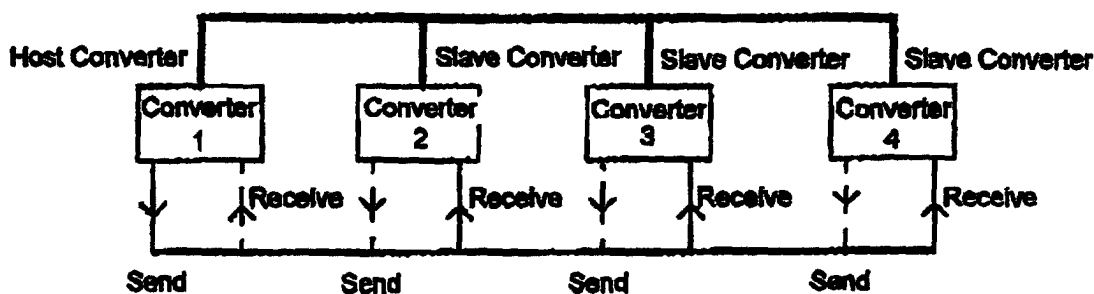 Host Converter Slave Converter Slave Converter Slave Converter
Converter 1
Converter 2
Converter 3
Converter 4
Receive Receive Receive Receive
Send Send Send Send